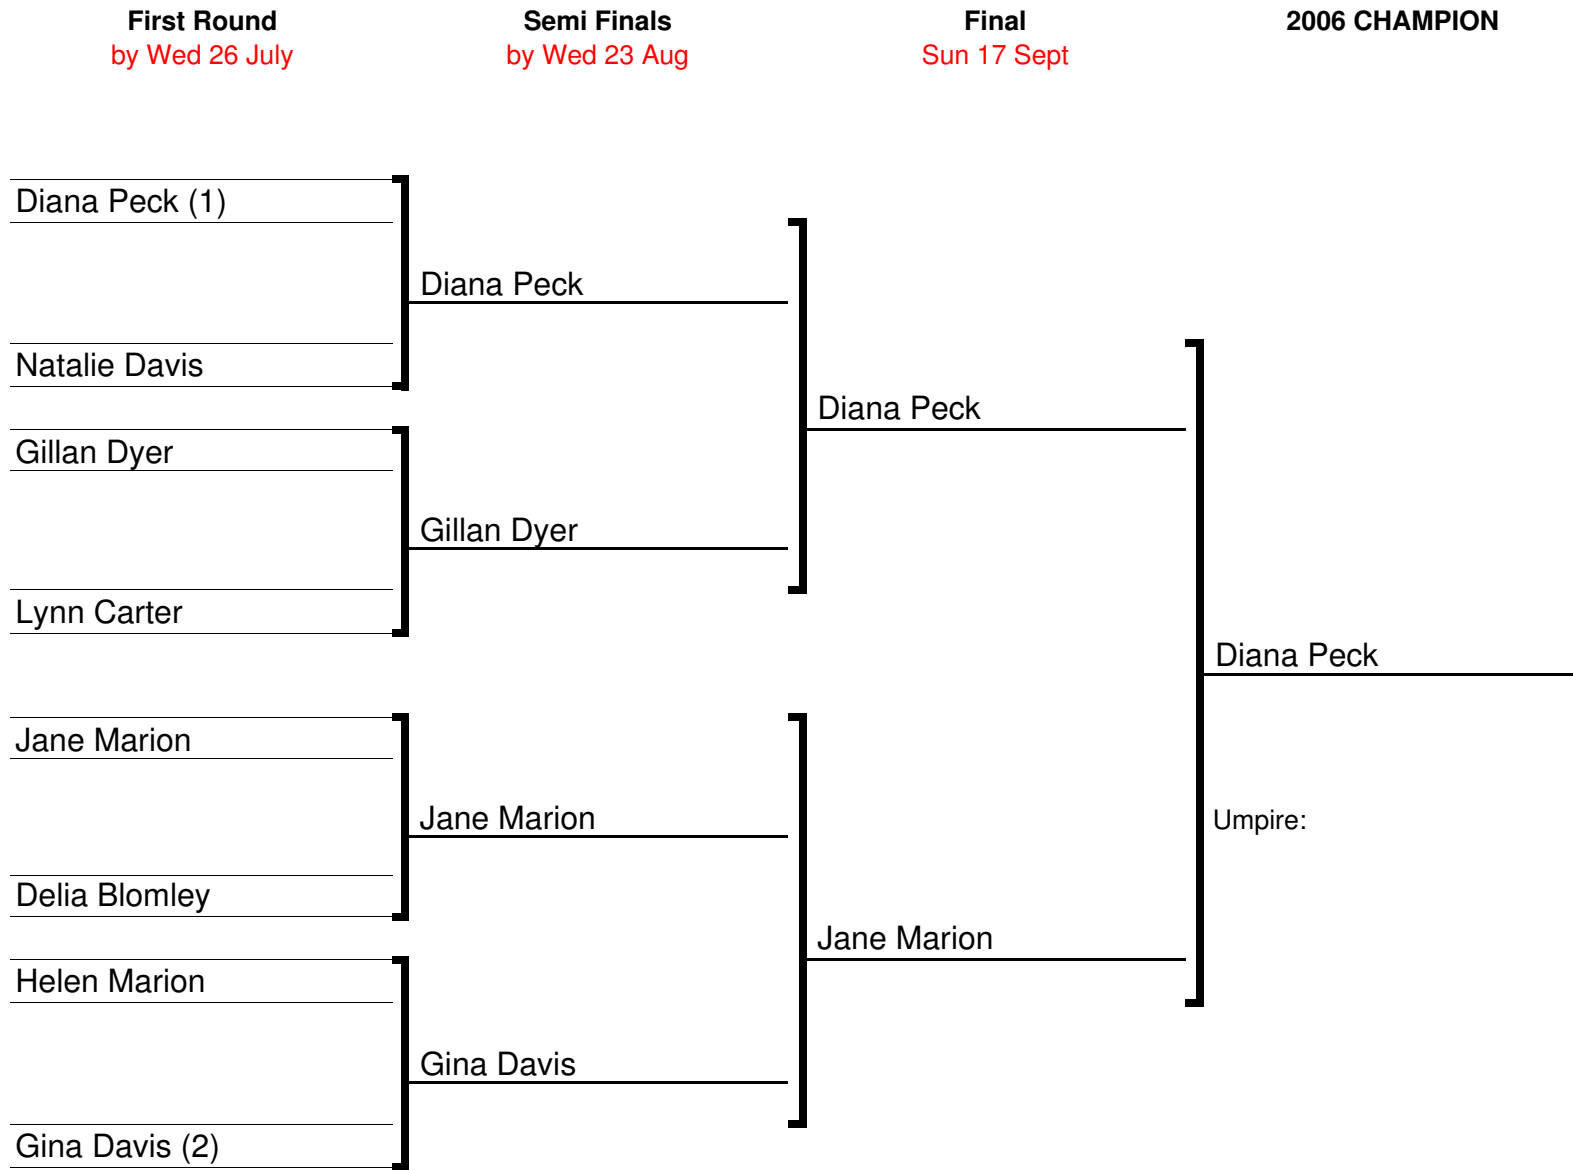 First Round
by Wed 26 July
Semi Finals
by Wed 23 Aug
Final
Sun 17 Sept
2006 CHAMPION
Diana Peck (1)
Natalie Davis
Gillan Dyer
Lynn Carter
Jane Marion
Delia Blomley
Helen Marion
Gina Davis (2)
Diana Peck
Gillan Dyer
Jane Marion
Gina Davis
Diana Peck
Jane Marion
Diana Peck
Umpire: